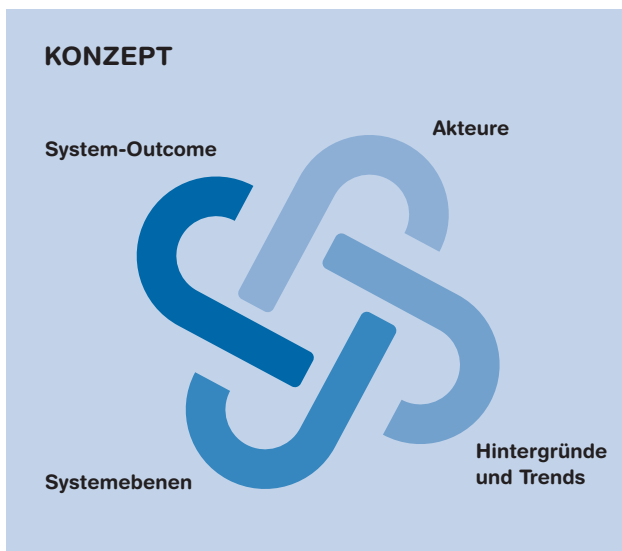 KONZEPT
Akteure
System-Outcome
Hintergründe
und Trends
Systemebenen